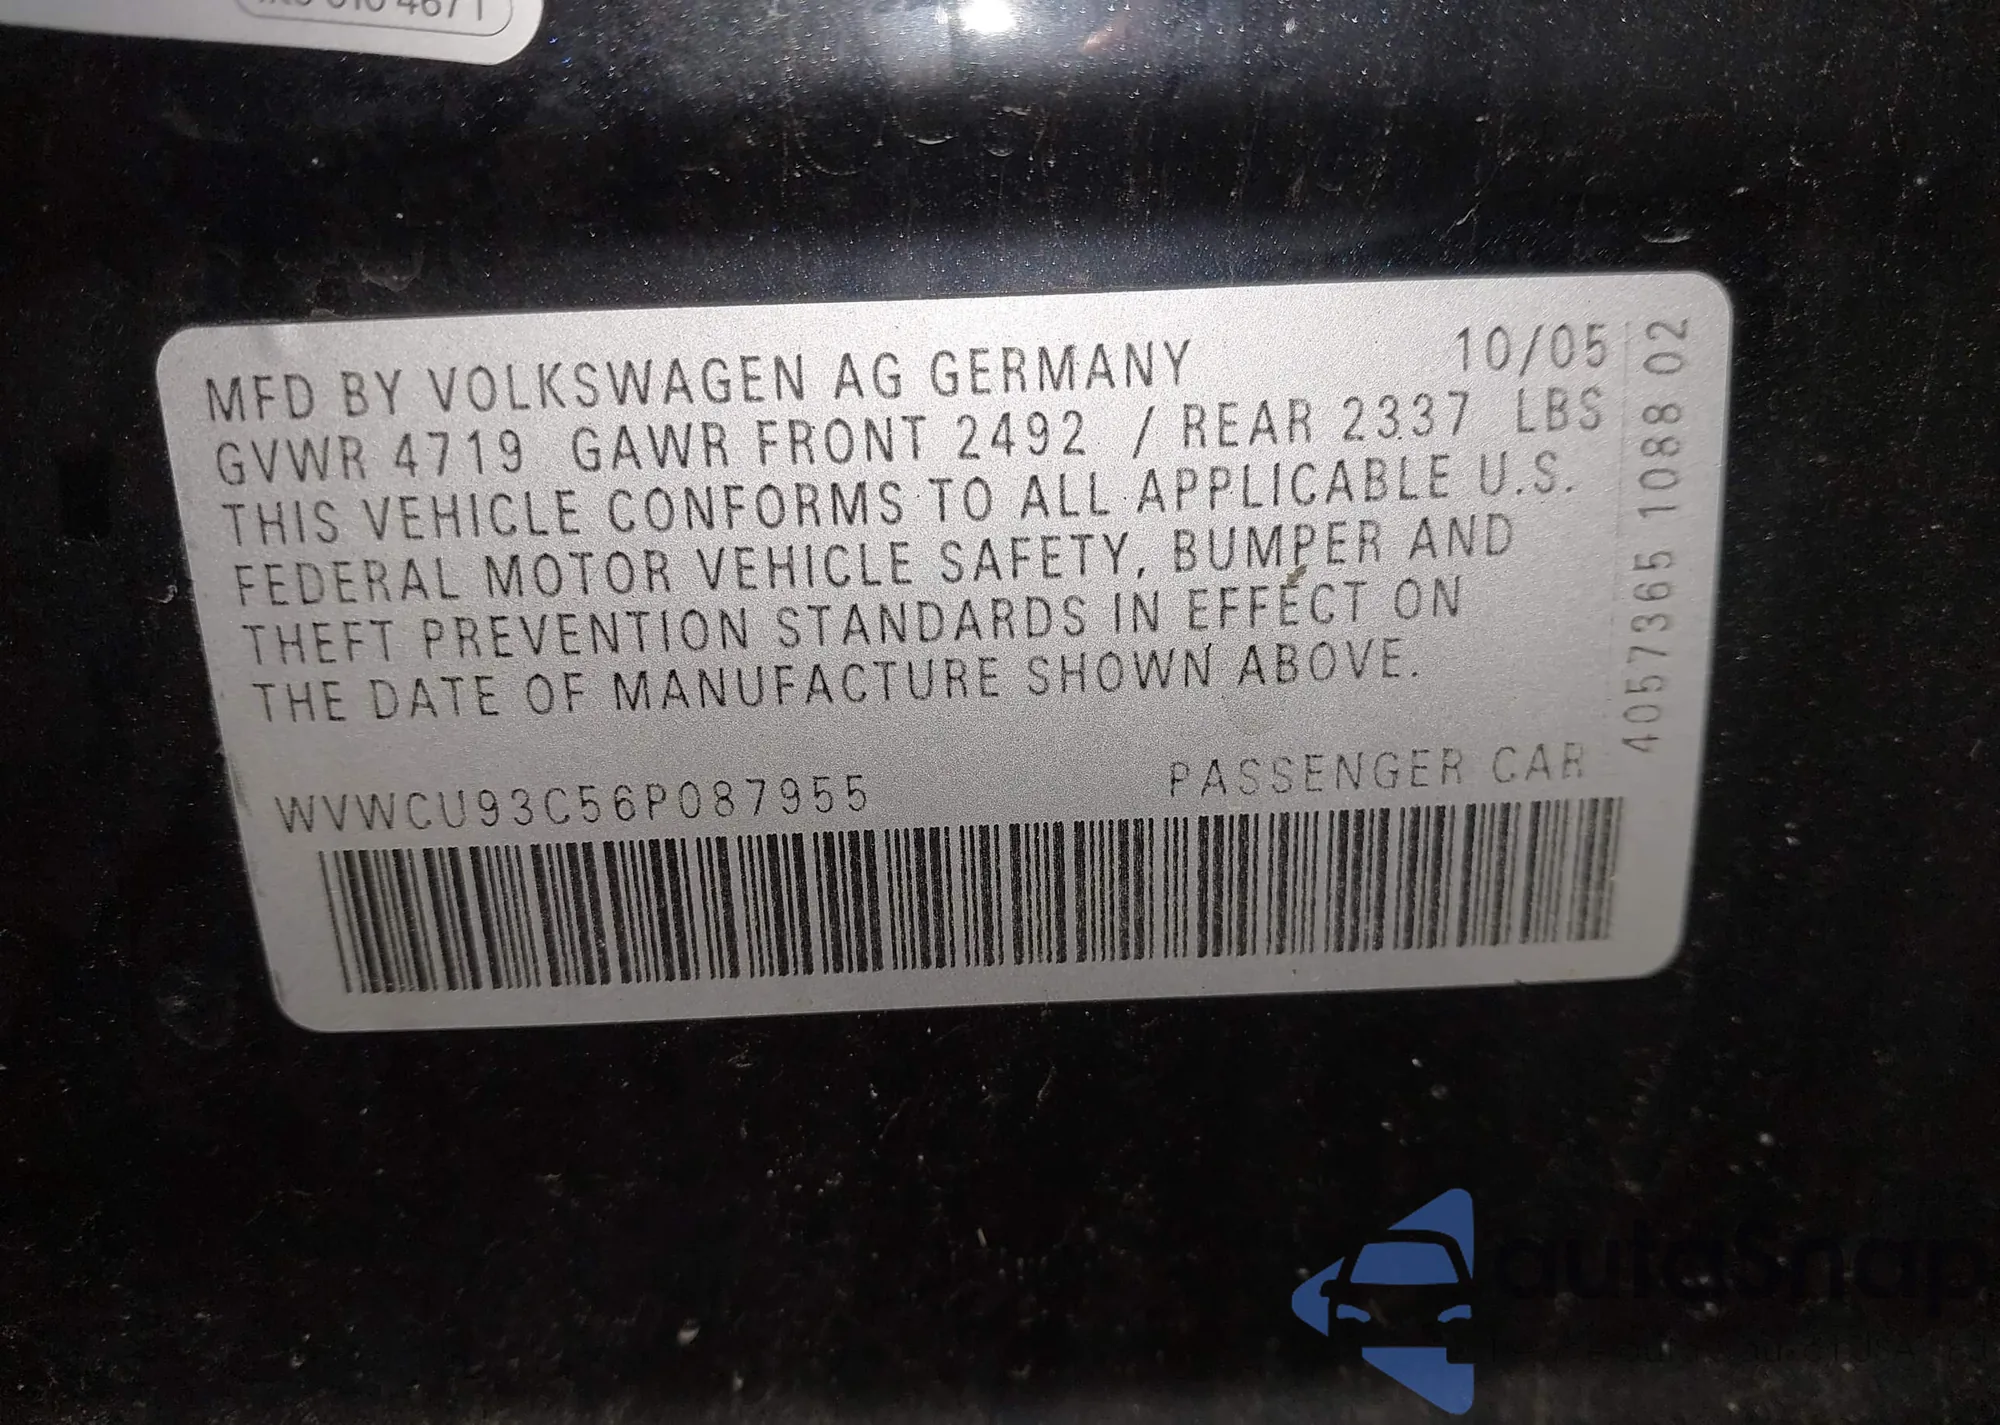 MFD BY VOLKSWAGEN AG GERMANY 10/05
GVWR 4719 GAWR FRONT 2492 / REAR 2337 LBS
THIS VEHICLE CONFORMS TO ALL APPLICABLE U.S.
FEDERAL MOTOR VEHICLE SAFETY, BUMPER AND
THEFT PREVENTION STANDARDS IN EFFECT ON
THE DATE OF MANUFACTURE SHOWN ABOVE.
WVWCU93C56P087955 PASSENGER CAR
4057365 1088 02
autoSnap